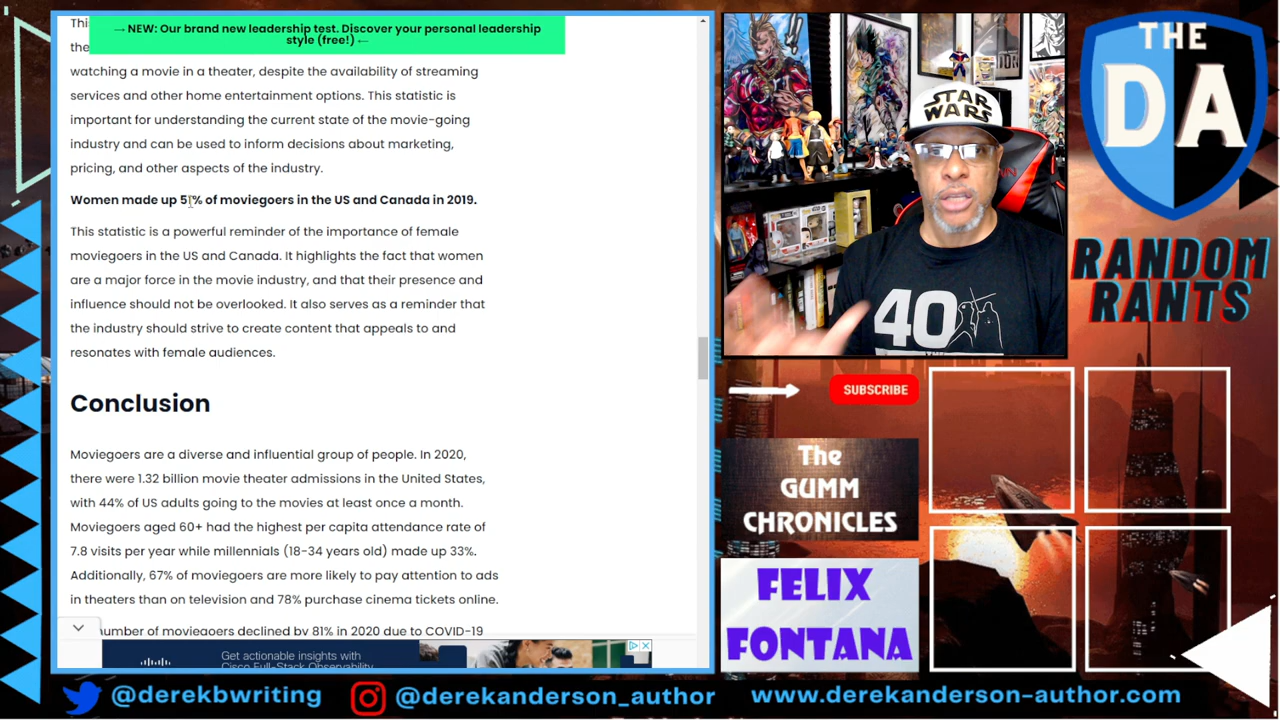 → NEW: Our brand new leadership test. Discover your personal leadership
style (free!) ←
watching a movie in a theater, despite the availability of streaming
services and other home entertainment options. This statistic is
important for understanding the current state of the movie-going
industry and can be used to inform decisions about marketing,
pricing, and other aspects of the industry.
Women made up 51% of moviegoers in the US and Canada in 2019.
This statistic is a powerful reminder of the importance of female
moviegoers in the US and Canada. It highlights the fact that women
are a major force in the movie industry, and that their presence and
influence should not be overlooked. It also serves as a reminder that
the industry should strive to create content that appeals to and
resonates with female audiences.
Conclusion
Moviegoers are a diverse and influential group of people. In 2020,
there were 1.32 billion movie theater admissions in the United States,
with 44% of US adults going to the movies at least once a month.
Moviegoers aged 60+ had the highest per capita attendance rate of
7.8 visits per year while millennials (18-34 years old) made up 33%.
Additionally, 67% of moviegoers are more likely to pay attention to ads
in theaters than on television and 78% purchase cinema tickets online.
number of moviegoers declined by 81% in 2020 due to COVID-19
Get actionable insights with
Cisco Full-Stack Observability
STAR
WARS
40
THE
DA
RANDOM
RANTS
SUBSCRIBE
The
GUMM
CHRONICLES
FELIX
FONTANA
@derekbwriting
@derekanderson_author
www.derekanderson-author.com